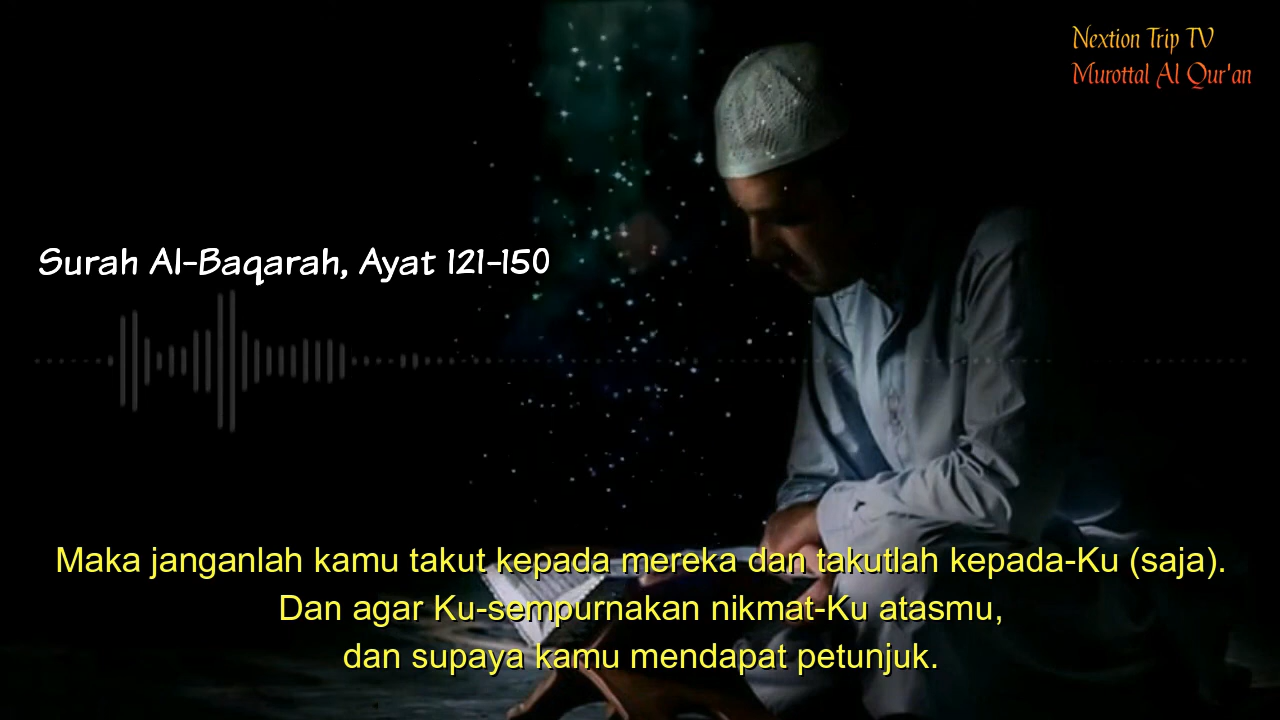 Nextion Trip TV
Murottal Al Qur'an
Surah Al-Baqarah, Ayat 121-150
Maka janganlah kamu takut kepada mereka dan takutlah kepada-Ku (saja).
Dan agar Ku-sempurnakan nikmat-Ku atasmu,
dan supaya kamu mendapat petunjuk.